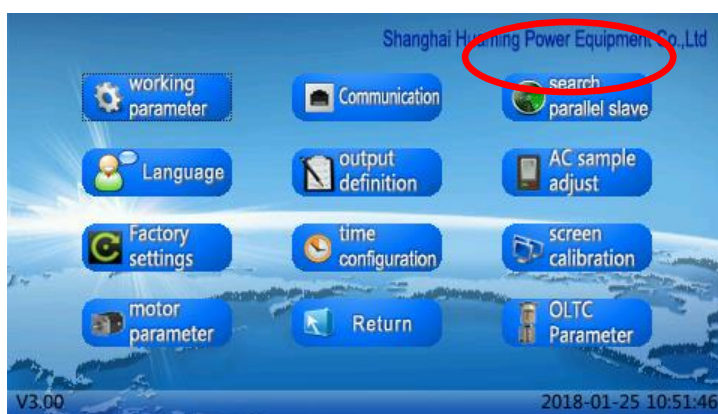 Shanghai Huaming Power Equipment Co.,Ltd
working
parameter
Communication
search
parallel slave
Language
output
definition
AC sample
adjust
Factory
settings
time
configuration
screen
calibration
motor
parameter
Return
OLTC
Parameter
V3.00
2018-01-25 10:51:46